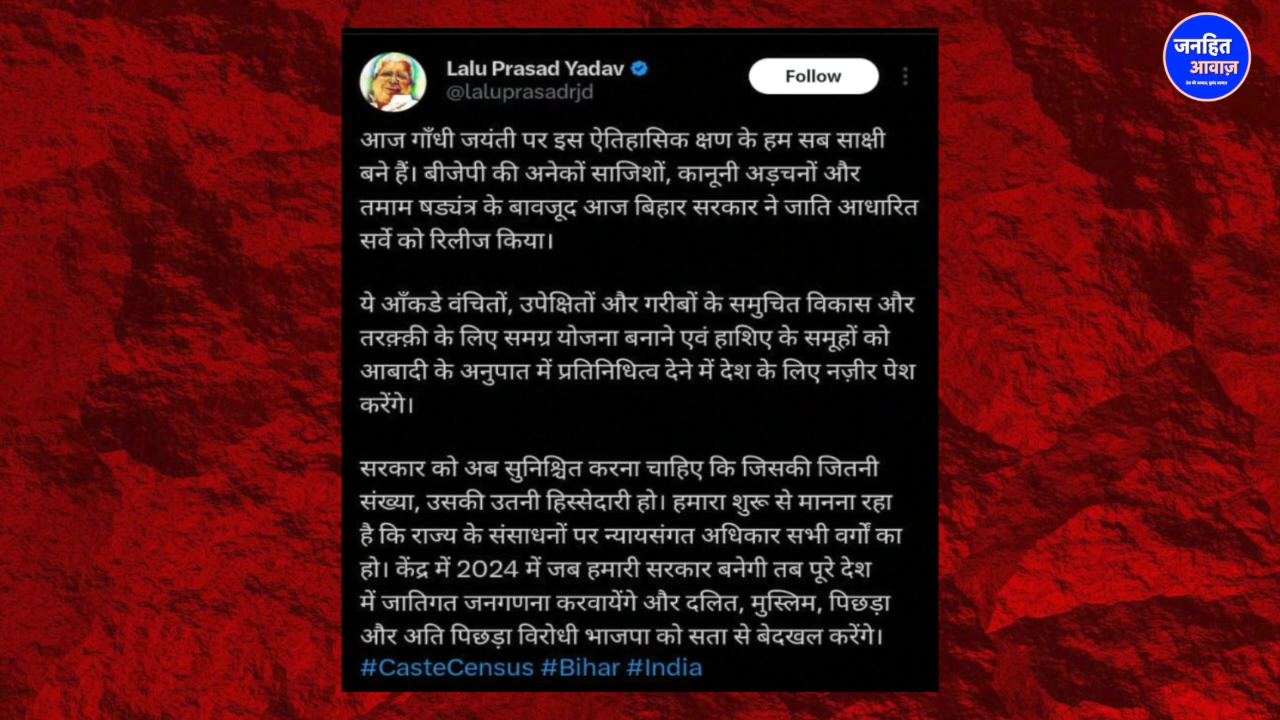 जनहित
आवाज़
Lalu Prasad Yadav
@laluprasadrjd
Follow
आज गाँधी जयंती पर इस ऐतिहासिक क्षण के हम सब साक्षी
बने हैं। बीजेपी की अनेकों साजिशों, कानूनी अड़चनों और
तमाम षड्यंत्र के बावजूद आज बिहार सरकार ने जाति आधारित
सर्वे को रिलीज किया।
ये आँकडे वंचितों, उपेक्षितों और गरीबों के समुचित विकास और
तरक़्क़ी के लिए समग्र योजना बनाने एवं हाशिए के समूहों को
आबादी के अनुपात में प्रतिनिधित्व देने में देश के लिए नज़ीर पेश
करेंगे।
सरकार को अब सुनिश्चित करना चाहिए कि जिसकी जितनी
संख्या, उसकी उतनी हिस्सेदारी हो। हमारा शुरू से मानना रहा
है कि राज्य के संसाधनों पर न्यायसंगत अधिकार सभी वर्गों का
हो। केंद्र में 2024 में जब हमारी सरकार बनेगी तब पूरे देश
में जातिगत जनगणना करवायेंगे और दलित, मुस्लिम, पिछड़ा
और अति पिछड़ा विरोधी भाजपा को सता से बेदखल करेंगे।
#CasteCensus #Bihar #India